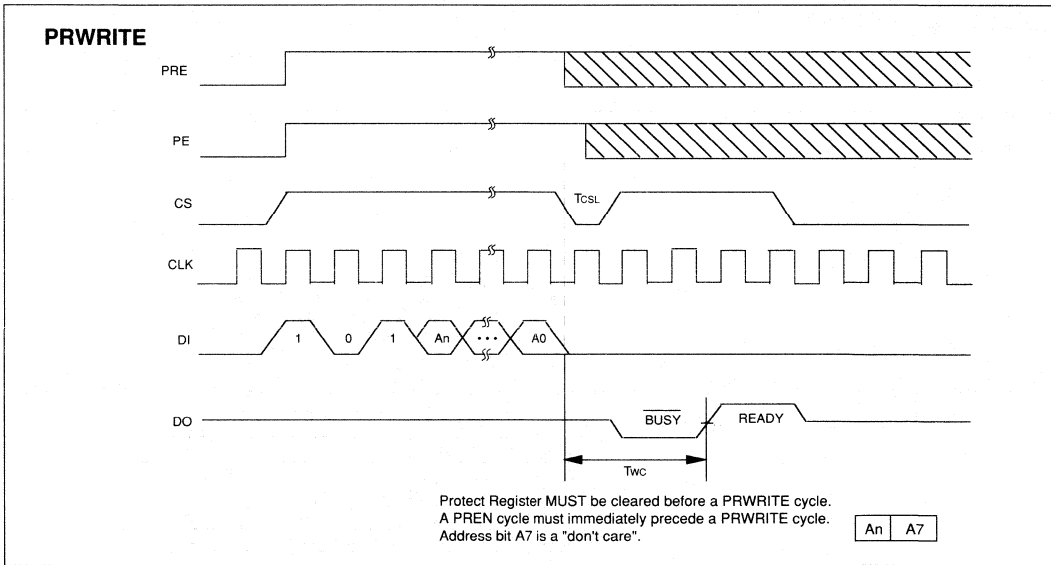 PRWRITE
PRE
PE
CS
TCSL
CLK
DI
1 0 1 An ••• A0
DO
BUSY
READY
TWC
Protect Register MUST be cleared before a PRWRITE cycle.
A PREN cycle must immediately precede a PRWRITE cycle.
Address bit A7 is a "don't care".
An A7